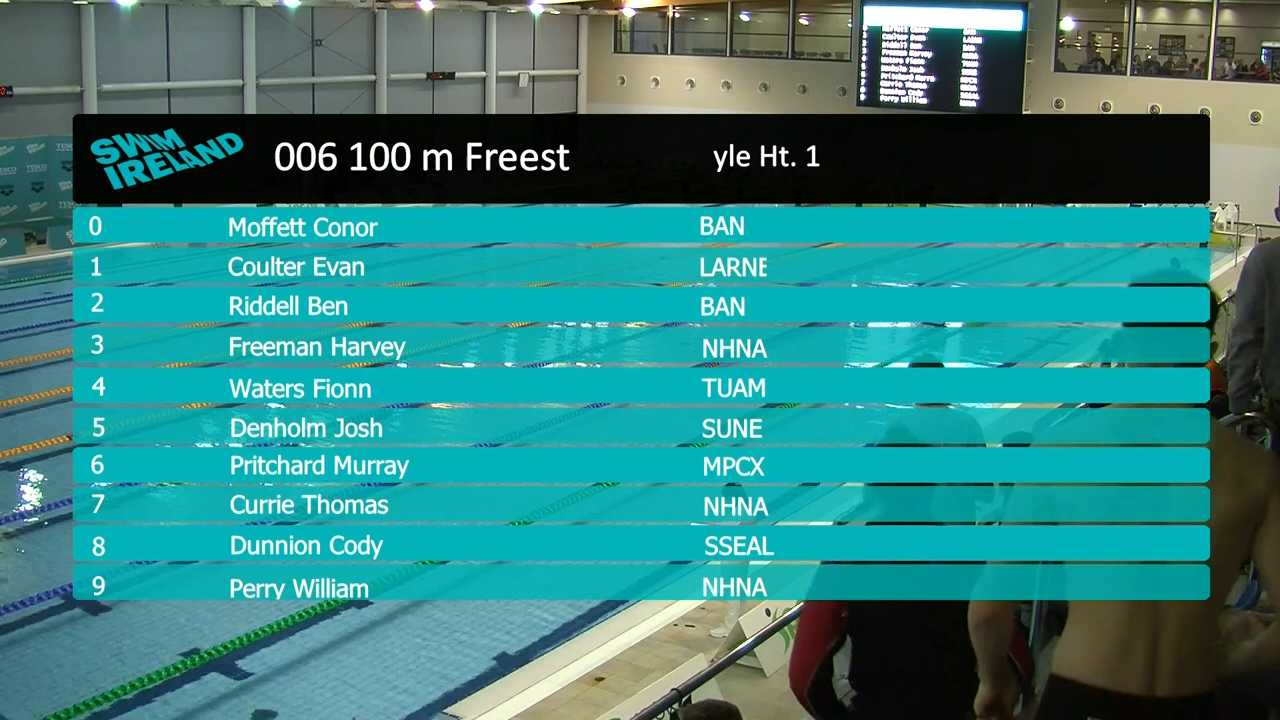 SWIM
IRELAND
006 100 m Freest yle Ht. 1
0 Moffett Conor BAN
1 Coulter Evan LARNE
2 Riddell Ben BAN
3 Freeman Harvey NHNA
4 Waters Fionn TUAM
5 Denholm Josh SUNE
6 Pritchard Murray MPCX
7 Currie Thomas NHNA
8 Dunnion Cody SSEAL
9 Perry William NHNA
TESCO